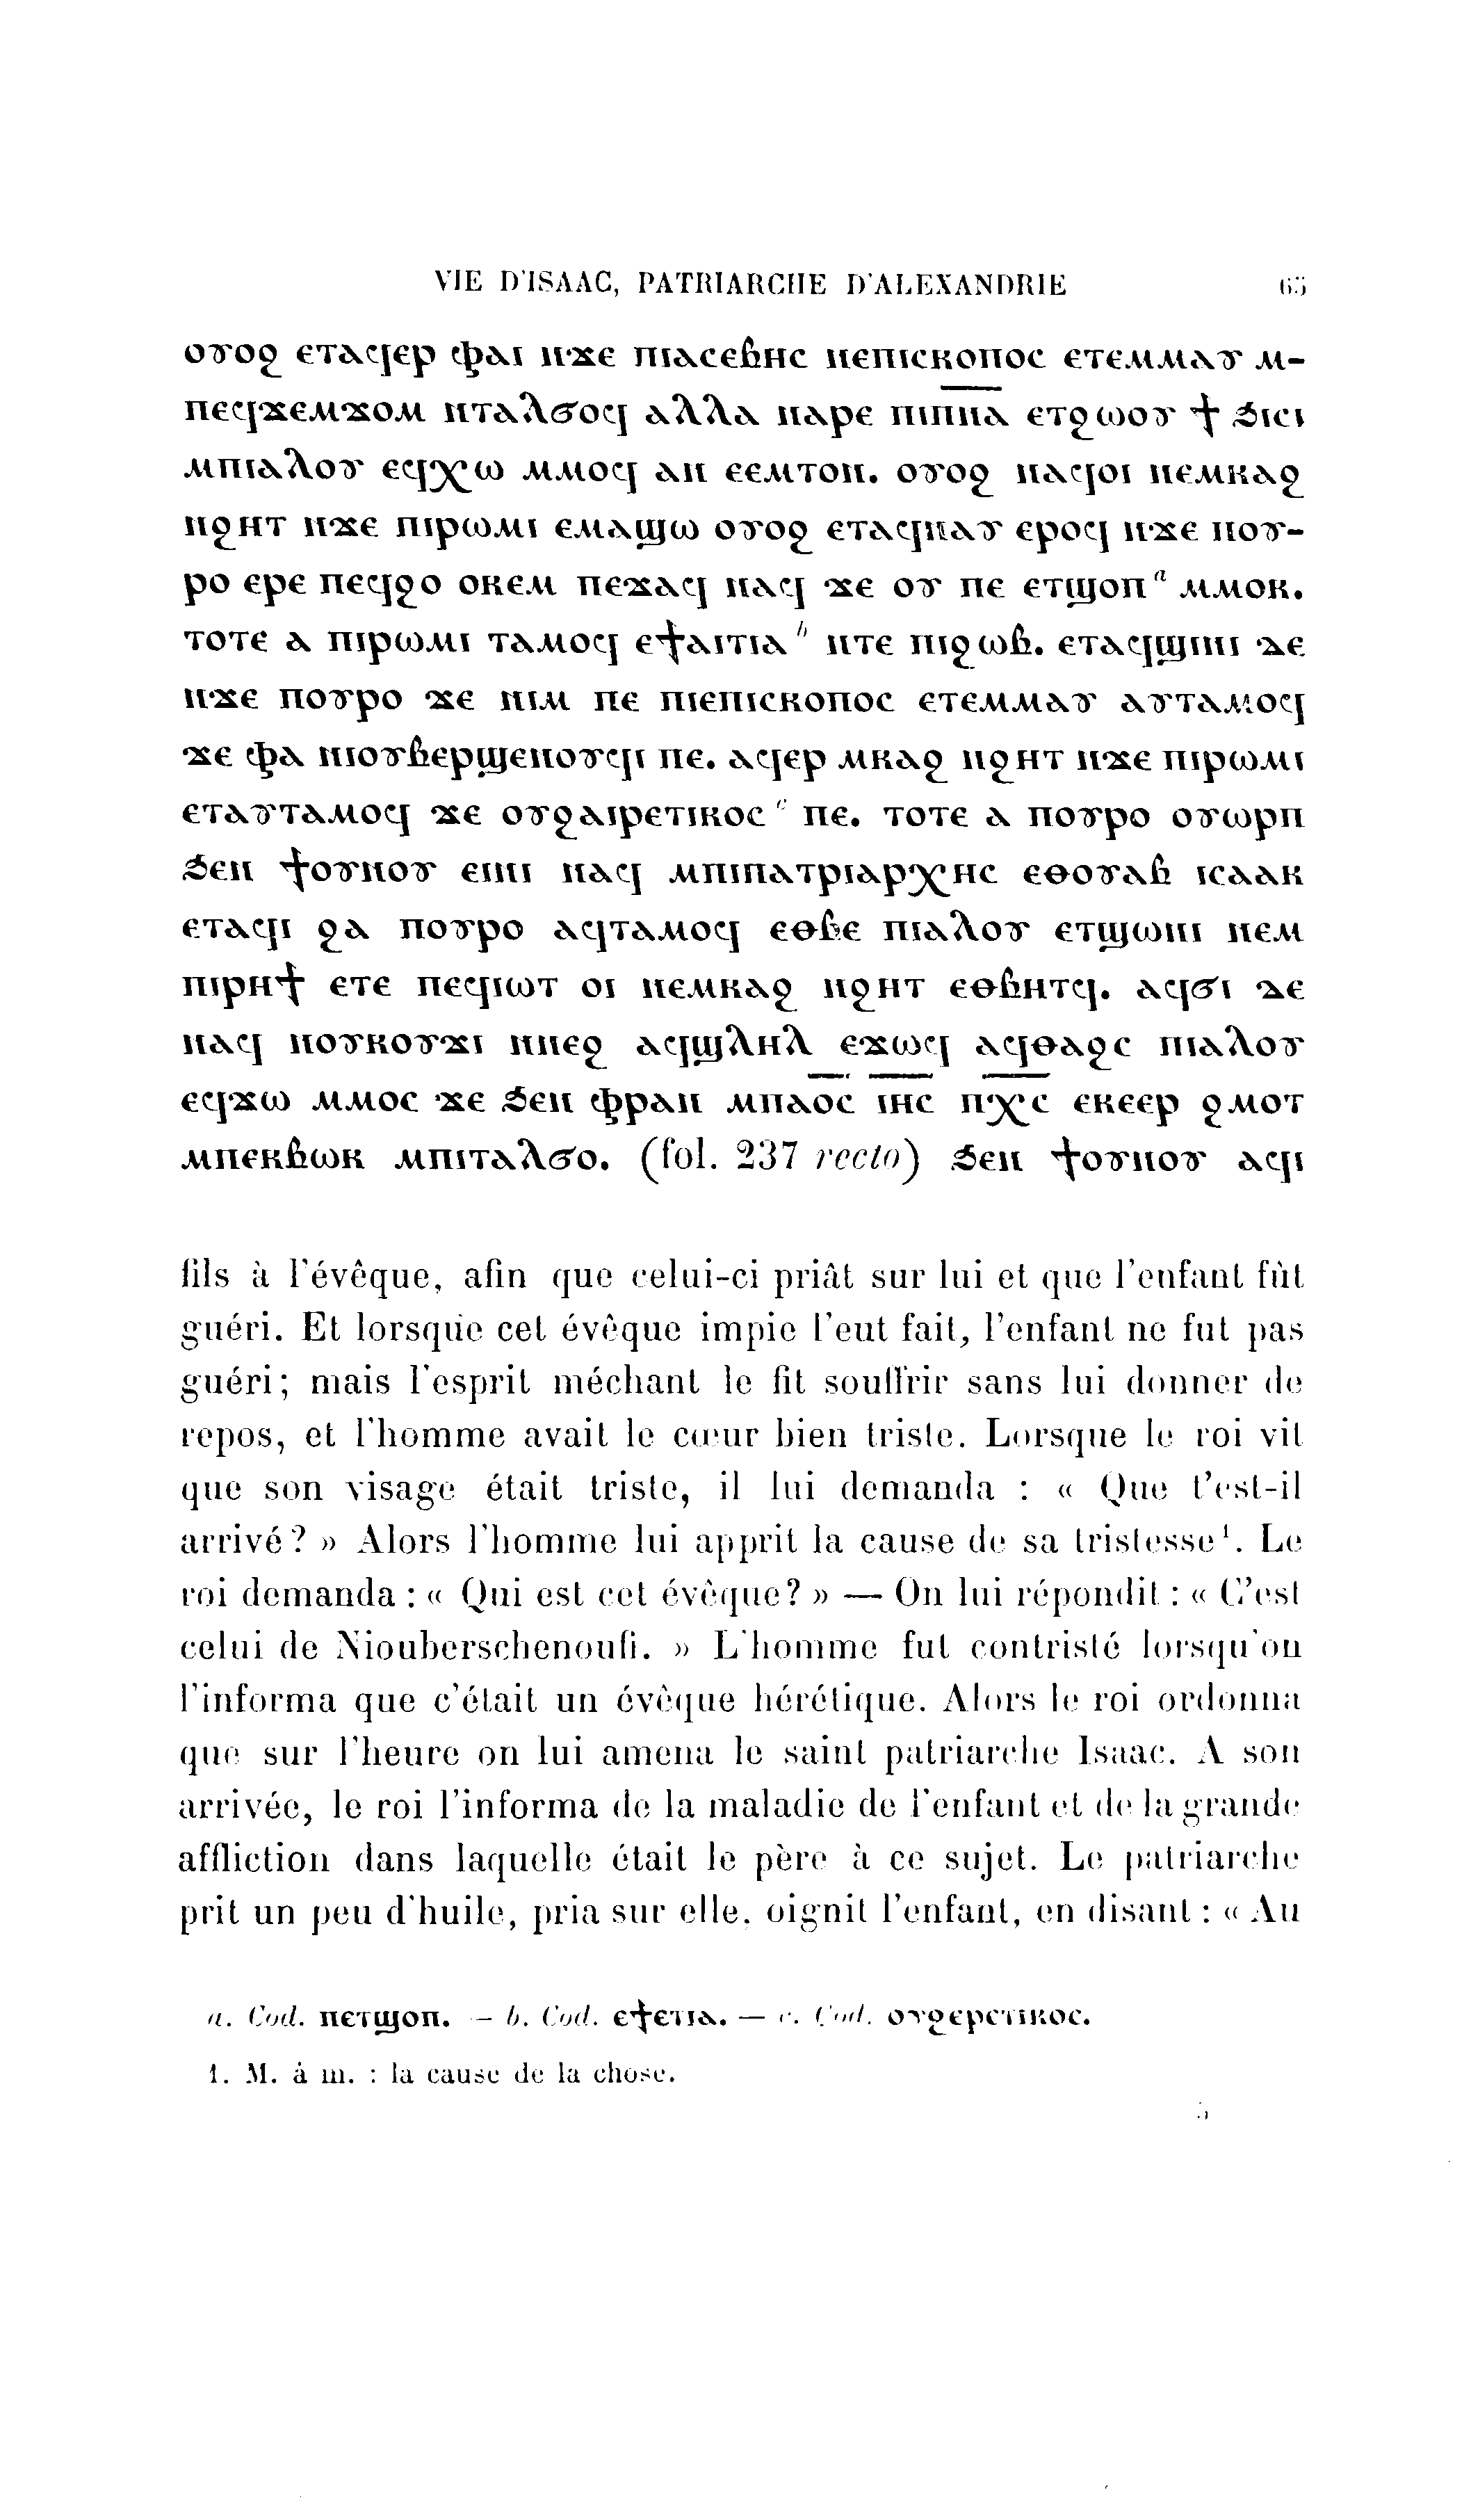 VIE D'ISAAC, PATRIARCHE D'ALEXANDRIE 65
ⲟⲩⲟϩ ⲉⲧⲁϥⲉⲣ ⲫⲁⲓ ⲛϫⲉ ⲡⲓⲁⲥⲉⲃⲏⲥ ⲛⲉⲡⲓⲥⲕⲟⲡⲟⲥ ⲉⲧⲉⲙⲙⲁⲩ ⲙ-
ⲡⲉϥϫⲉⲙϫⲟⲙ ⲛⲧⲁⲗϭⲟϥ ⲁⲗⲗⲁ ⲛⲁⲣⲉ ⲡⲓⲡ̅ⲛ̅ⲁ̅ ⲉⲧϩⲱⲟⲩ ϯ ϧⲓⲥⲓ
ⲙⲡⲓⲁⲗⲟⲩ ⲉϥⲭⲱ ⲙⲙⲟϥ ⲁⲛ ⲉⲉⲙⲧⲟⲛ. ⲟⲩⲟϩ ⲛⲁϥⲟⲓ ⲛⲉⲙⲕⲁϩ
ⲛϩⲏⲧ ⲛϫⲉ ⲡⲓⲣⲱⲙⲓ ⲉⲙⲁϣⲱ ⲟⲩⲟϩ ⲉⲧⲁϥⲛⲁⲩ ⲉⲣⲟϥ ⲛϫⲉ ⲡⲟⲩ-
ⲣⲟ ⲉⲣⲉ ⲡⲉϥϩⲟ ⲟⲕⲉⲙ ⲡⲉϫⲁϥ ⲛⲁϥ ϫⲉ ⲟⲩ ⲡⲉ ⲉⲧϣⲟⲡᵃ ⲙⲙⲟⲕ.
ⲧⲟⲧⲉ ⲁ ⲡⲓⲣⲱⲙⲓ ⲧⲁⲙⲟϥ ⲉϯⲁⲓⲧⲓⲁᵇ ⲛⲧⲉ ⲡⲓϩⲱⲃ. ⲉⲧⲁϥϣⲓⲛⲓ ⲇⲉ
ⲛϫⲉ ⲡⲟⲩⲣⲟ ϫⲉ ⲛⲓⲙ ⲡⲉ ⲡⲓⲉⲡⲓⲥⲕⲟⲡⲟⲥ ⲉⲧⲉⲙⲙⲁⲩ ⲁⲩⲧⲁⲙⲟϥ
ϫⲉ ⲫⲁ ⲛⲓⲟⲩⲃⲉⲣϣⲉⲛⲟⲩϥⲓ ⲡⲉ. ⲁϥⲉⲣ ⲙⲕⲁϩ ⲛϩⲏⲧ ⲛϫⲉ ⲡⲓⲣⲱⲙⲓ
ⲉⲧⲁⲩⲧⲁⲙⲟϥ ϫⲉ ⲟⲩϩⲁⲓⲣⲉⲧⲓⲕⲟⲥᶜ ⲡⲉ. ⲧⲟⲧⲉ ⲁ ⲡⲟⲩⲣⲟ ⲟⲩⲱⲣⲡ
ϧⲉⲛ ϯⲟⲩⲛⲟⲩ ⲉⲓⲛⲓ ⲛⲁϥ ⲙⲡⲓⲡⲁⲧⲣⲓⲁⲣⲭⲏⲥ ⲉⲑⲟⲩⲁⲃ ⲓⲥⲁⲁⲕ
ⲉⲧⲁϥⲓ ϩⲁ ⲡⲟⲩⲣⲟ ⲁϥⲧⲁⲙⲟϥ ⲉⲑⲃⲉ ⲡⲓⲁⲗⲟⲩ ⲉⲧϣⲱⲛⲓ ⲛⲉⲙ
ⲡⲓⲣⲏϯ ⲉⲧⲉ ⲡⲉϥⲓⲱⲧ ⲟⲓ ⲛⲉⲙⲕⲁϩ ⲛϩⲏⲧ ⲉⲑⲃⲏⲧϥ. ⲁϥϭⲓ ⲇⲉ
ⲛⲁϥ ⲛⲟⲩⲕⲟⲩϫⲓ ⲛⲛⲉϩ ⲁϥϣⲗⲏⲗ ⲉϫⲱϥ ⲁϥⲑⲁϩⲥ ⲡⲓⲁⲗⲟⲩ
ⲉϥϫⲱ ⲙⲙⲟⲥ ϫⲉ ϧⲉⲛ ⲫⲣⲁⲛ ⲙⲡⲁⲟ̅ⲥ̅ ⲓ̅ⲏ̅ⲥ̅ ⲡ̅ⲭ̅ⲥ̅ ⲉⲕⲉⲉⲣ ϩⲙⲟⲧ
ⲙⲡⲉⲕⲃⲱⲕ ⲙⲡⲓⲧⲁⲗϭⲟ. (fol. 237 recto) ϧⲉⲛ ϯⲟⲩⲛⲟⲩ ⲁϥⲓ
fils à l'évêque, afin que celui-ci priât sur lui et que l'enfant fût
guéri. Et lorsque cet évêque impie l'eut fait, l'enfant ne fut pas
guéri; mais l'esprit méchant le fit souffrir sans lui donner de
repos, et l'homme avait le cœur bien triste. Lorsque le roi vit
que son visage était triste, il lui demanda : « Que t'est-il
arrivé? » Alors l'homme lui apprit la cause de sa tristesse¹. Le
roi demanda : « Qui est cet évêque? » — On lui répondit : « C'est
celui de Niouberschenoufi. » L'homme fut contristé lorsqu'on
l'informa que c'était un évêque hérétique. Alors le roi ordonna
que sur l'heure on lui amena le saint patriarche Isaac. A son
arrivée, le roi l'informa de la maladie de l'enfant et de la grande
affliction dans laquelle était le père à ce sujet. Le patriarche
prit un peu d'huile, pria sur elle, oignit l'enfant, en disant : « Au
a. Cod. ⲡⲉⲧϣⲟⲡ. — b. Cod. ⲉϯⲉⲧⲓⲁ. — c. Cod. ⲟⲩϩⲉⲣⲉⲧⲓⲕⲟⲥ.
1. M. à m. : la cause de la chose.
5